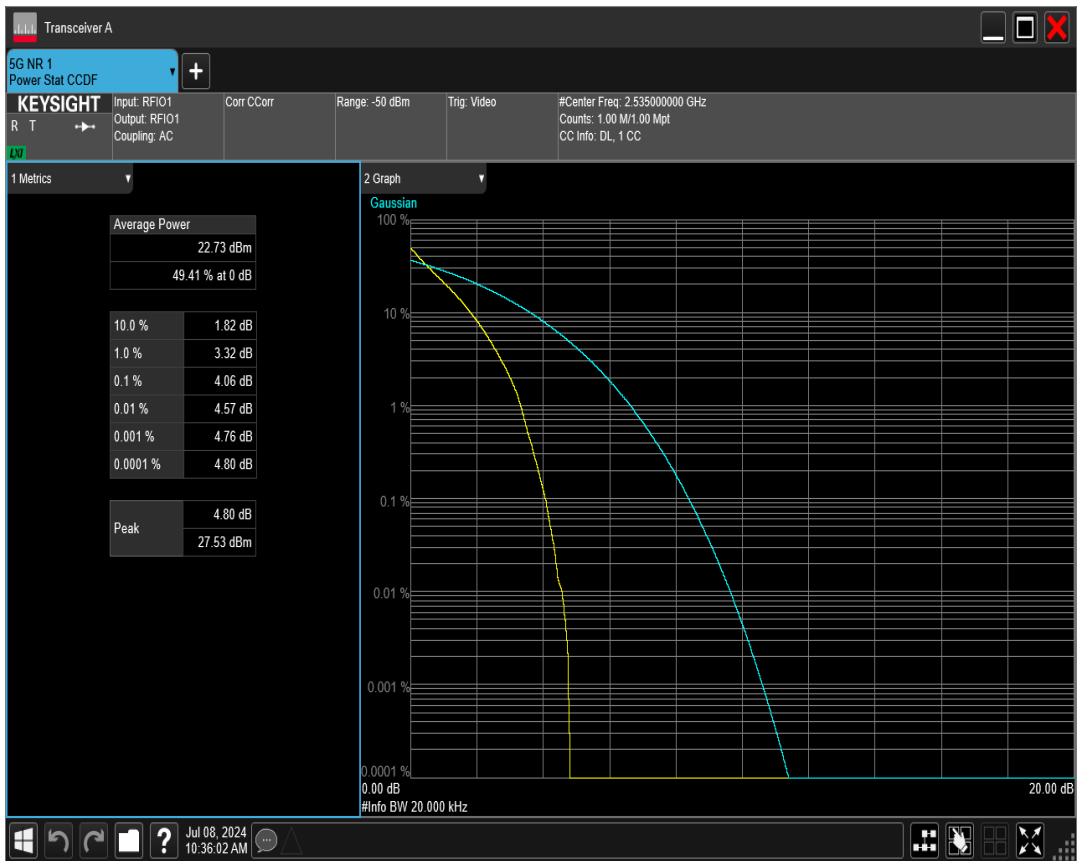 Transceiver A
5G NR 1
Power Stat CCDF
+
KEYSIGHT
R T
LXI
Input: RFIO1
Output: RFIO1
Coupling: AC
Corr CCorr
Range: -50 dBm
Trig: Video
#Center Freq: 2.535000000 GHz
Counts: 1.00 M/1.00 Mpt
CC Info: DL, 1 CC
1 Metrics
Average Power
22.73 dBm
49.41 % at 0 dB
10.0 % 1.82 dB
1.0 % 3.32 dB
0.1 % 4.06 dB
0.01 % 4.57 dB
0.001 % 4.76 dB
0.0001 % 4.80 dB
Peak
4.80 dB
27.53 dBm
2 Graph
Gaussian
100 %
10 %
1 %
0.1 %
0.01 %
0.001 %
0.0001 %
0.00 dB 20.00 dB
#Info BW 20.000 kHz
?
Jul 08, 2024
10:36:02 AM